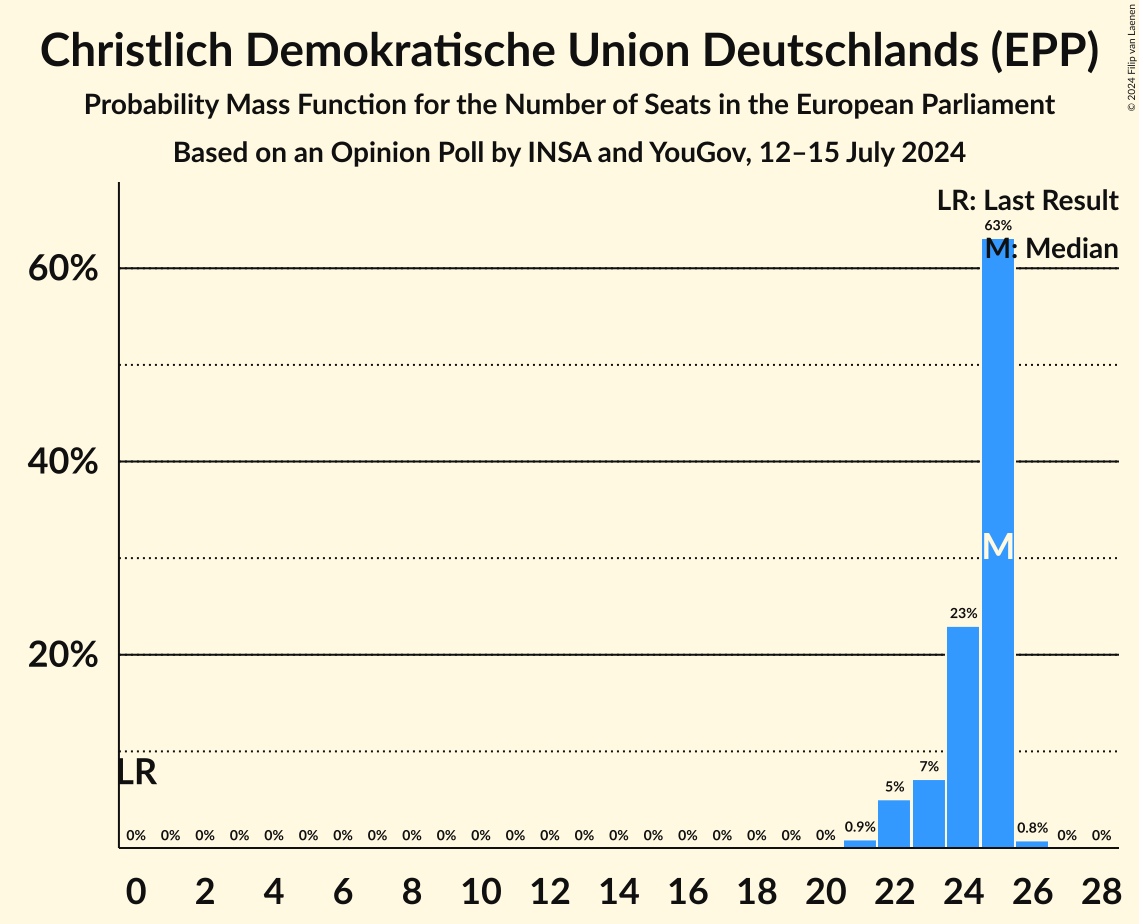 Christlich Demokratische Union Deutschlands (EPP)
Probability Mass Function for the Number of Seats in the European Parliament
Based on an Opinion Poll by INSA and YouGov, 12–15 July 2024
© 2024 Filip van Laenen
LR: Last Result
63%
M: Median
60%
40%
M
23%
20%
LR
7%
5%
0% 0% 0% 0% 0% 0% 0% 0% 0% 0% 0% 0% 0% 0% 0% 0% 0% 0% 0% 0% 0% 0.9% 0.8% 0% 0%
0 2 4 6 8 10 12 14 16 18 20 22 24 26 28